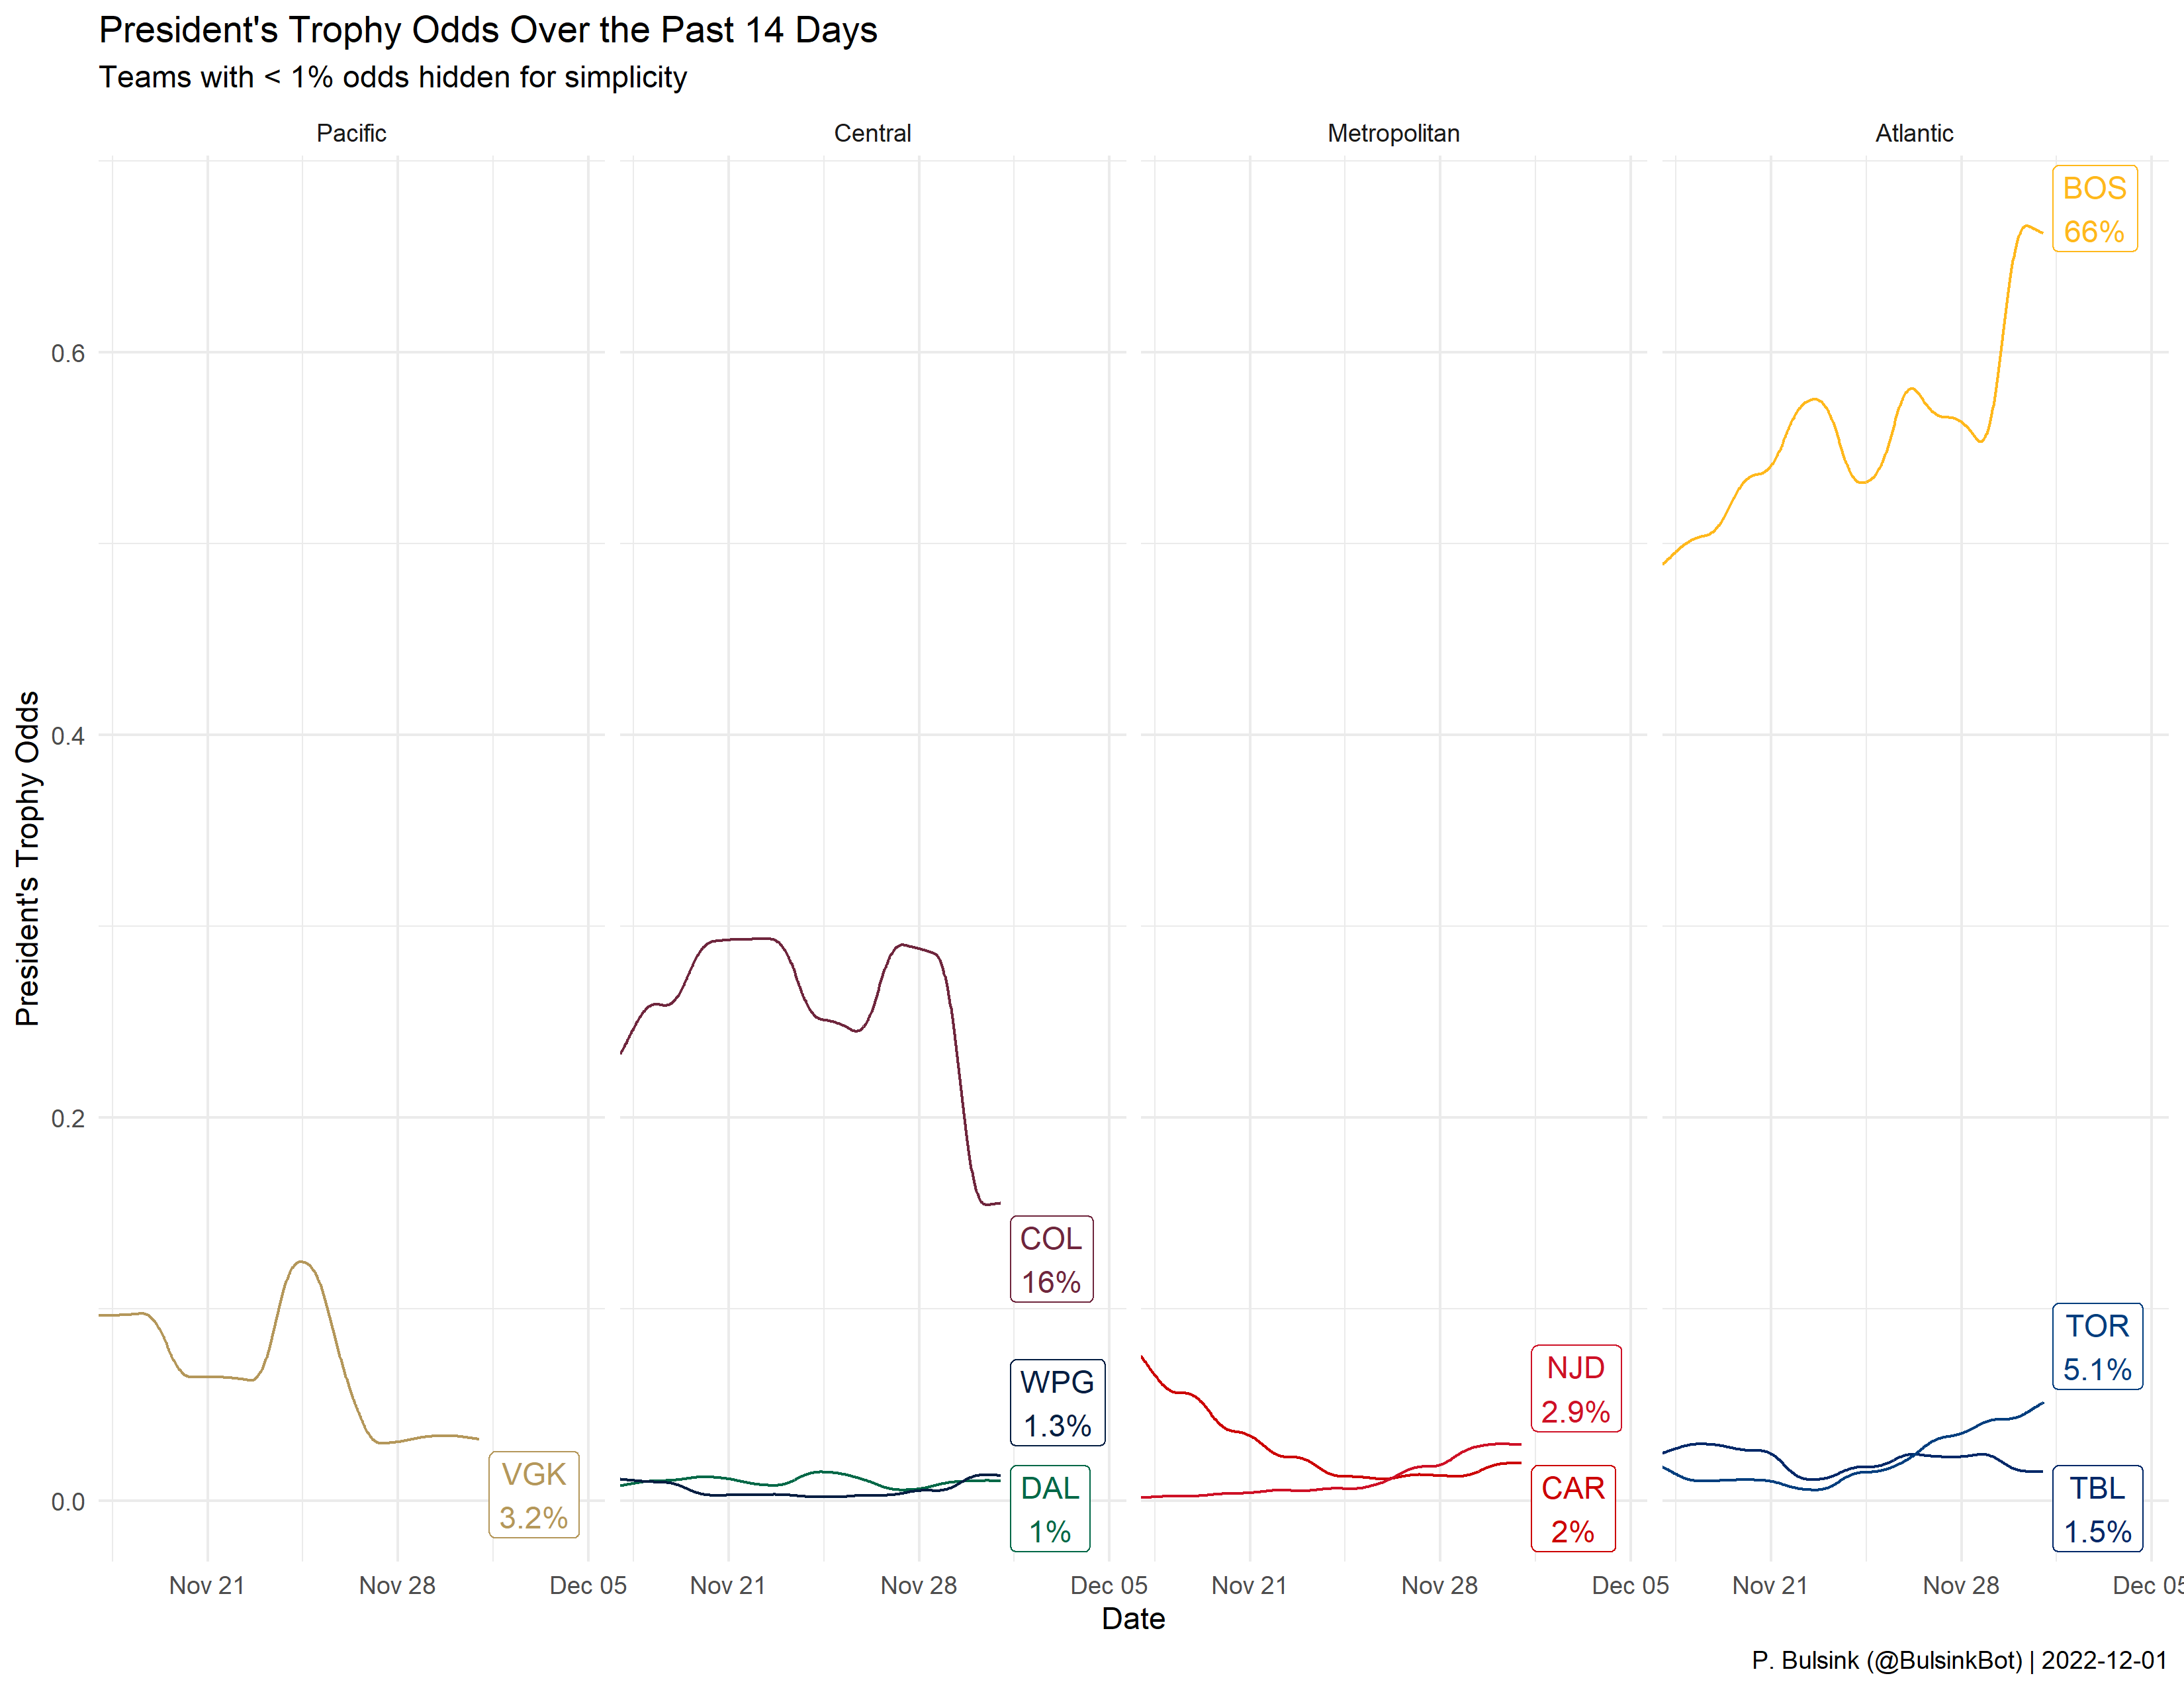 President's Trophy Odds Over the Past 14 Days
Teams with < 1% odds hidden for simplicity
Pacific
Central
Metropolitan
Atlantic
BOS
66%
0.6
0.4
0.2
0.0
President's Trophy Odds
COL
16%
WPG
1.3%
DAL
1%
VGK
3.2%
NJD
2.9%
CAR
2%
TOR
5.1%
TBL
1.5%
Nov 21
Nov 28
Dec 05
Nov 21
Nov 28
Dec 05
Nov 21
Nov 28
Dec 05
Nov 21
Nov 28
Dec 05
Date
P. Bulsink (@BulsinkBot) | 2022-12-01